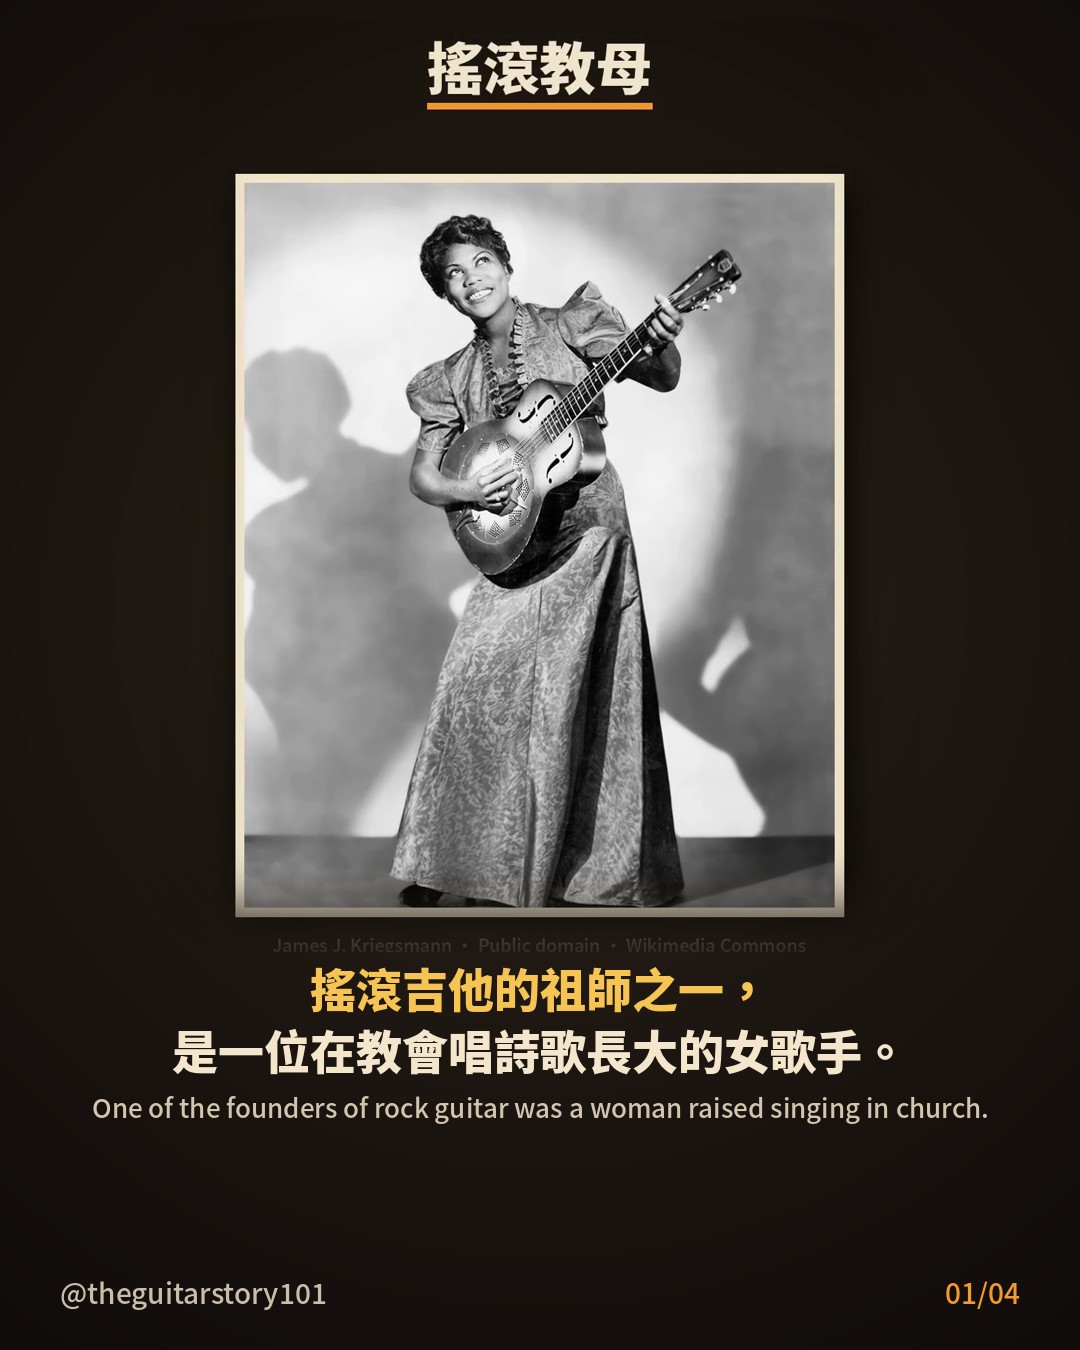 搖滾教母
James J. Kriegsmann • Public domain • Wikimedia Commons
搖滾吉他的祖師之一，
是一位在教會唱詩歌長大的女歌手。
One of the founders of rock guitar was a woman raised singing in church.
@theguitarstory101
01/04